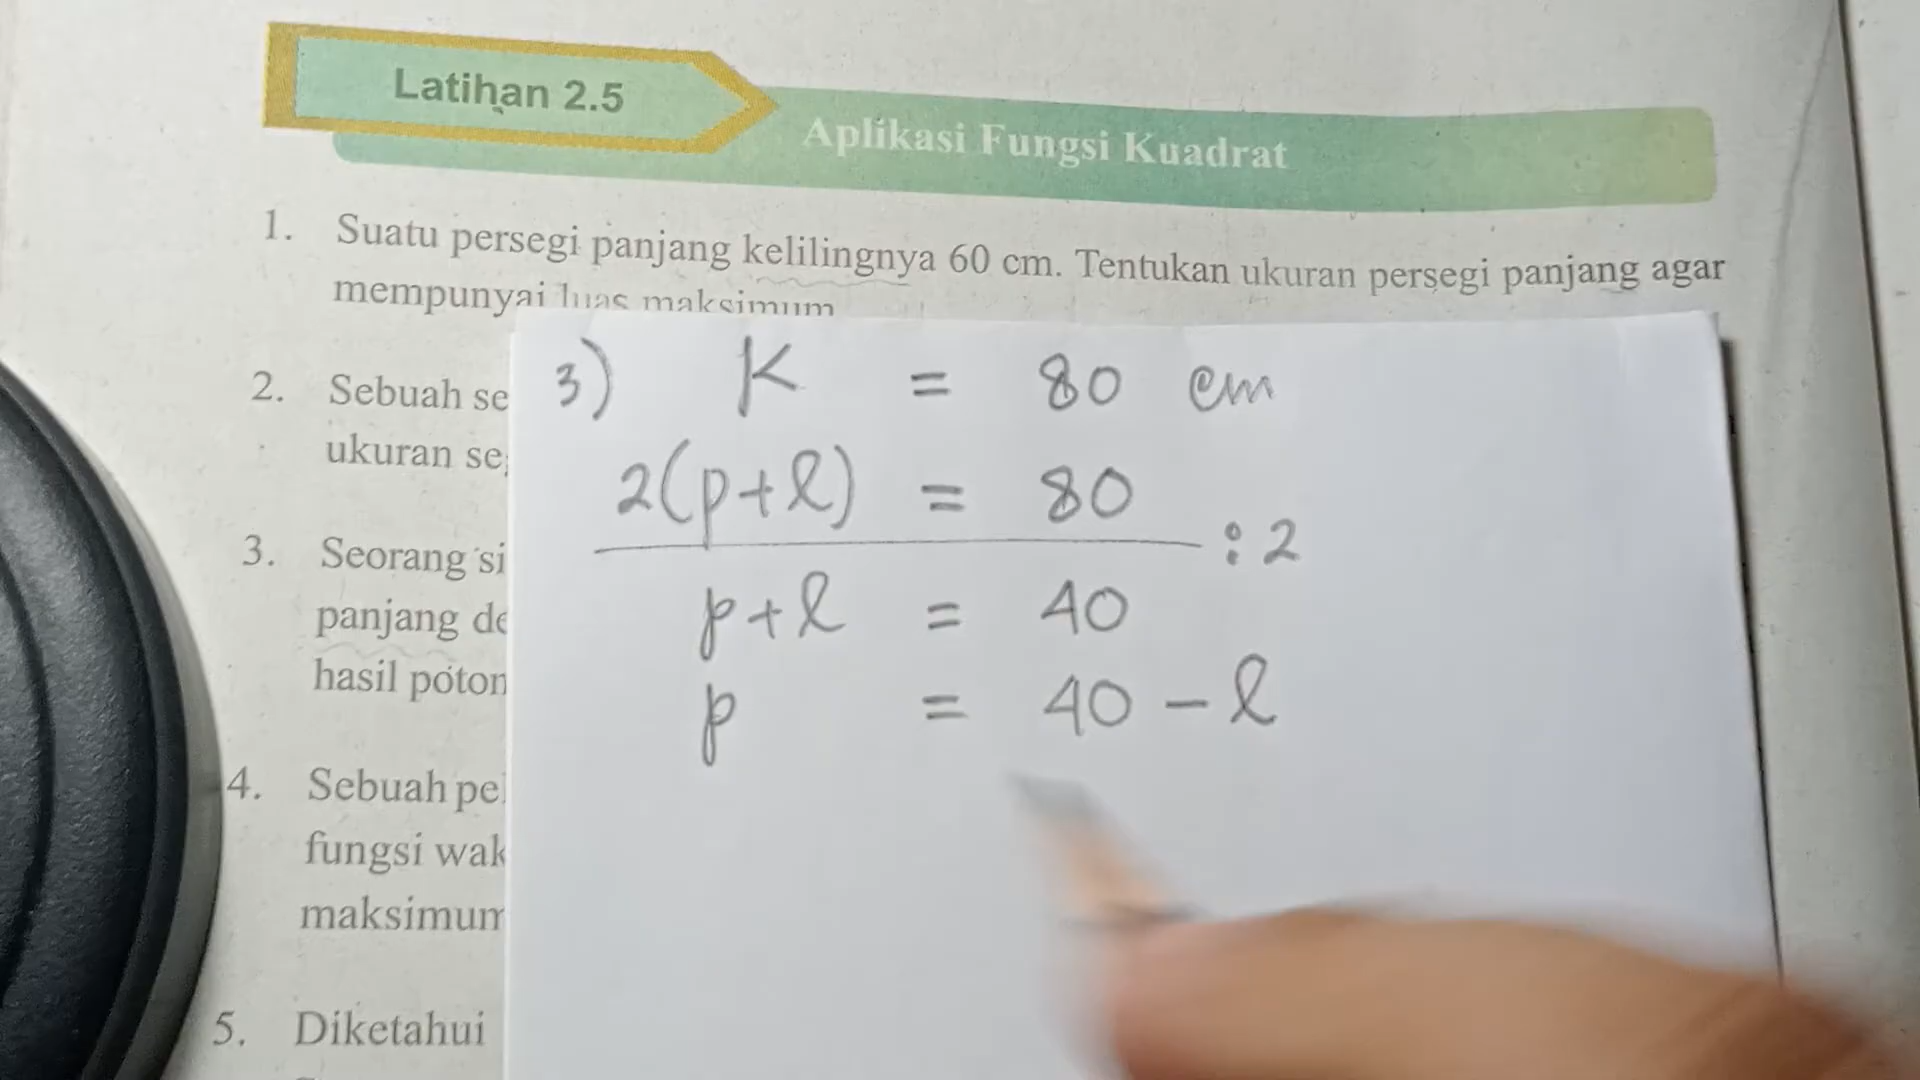 Latihan 2.5
Aplikasi Fungsi Kuadrat
1. Suatu persegi panjang kelilingnya 60 cm. Tentukan ukuran persegi panjang agar
mempunyai luas maksimum
2. Sebuah se
ukuran se
3. Seorang si
panjang de
hasil poton
4. Sebuah pe
fungsi wak
maksimum
5. Diketahui
3) K = 80 cm
2(p+l) = 80
: 2
p+l = 40
p = 40 - l